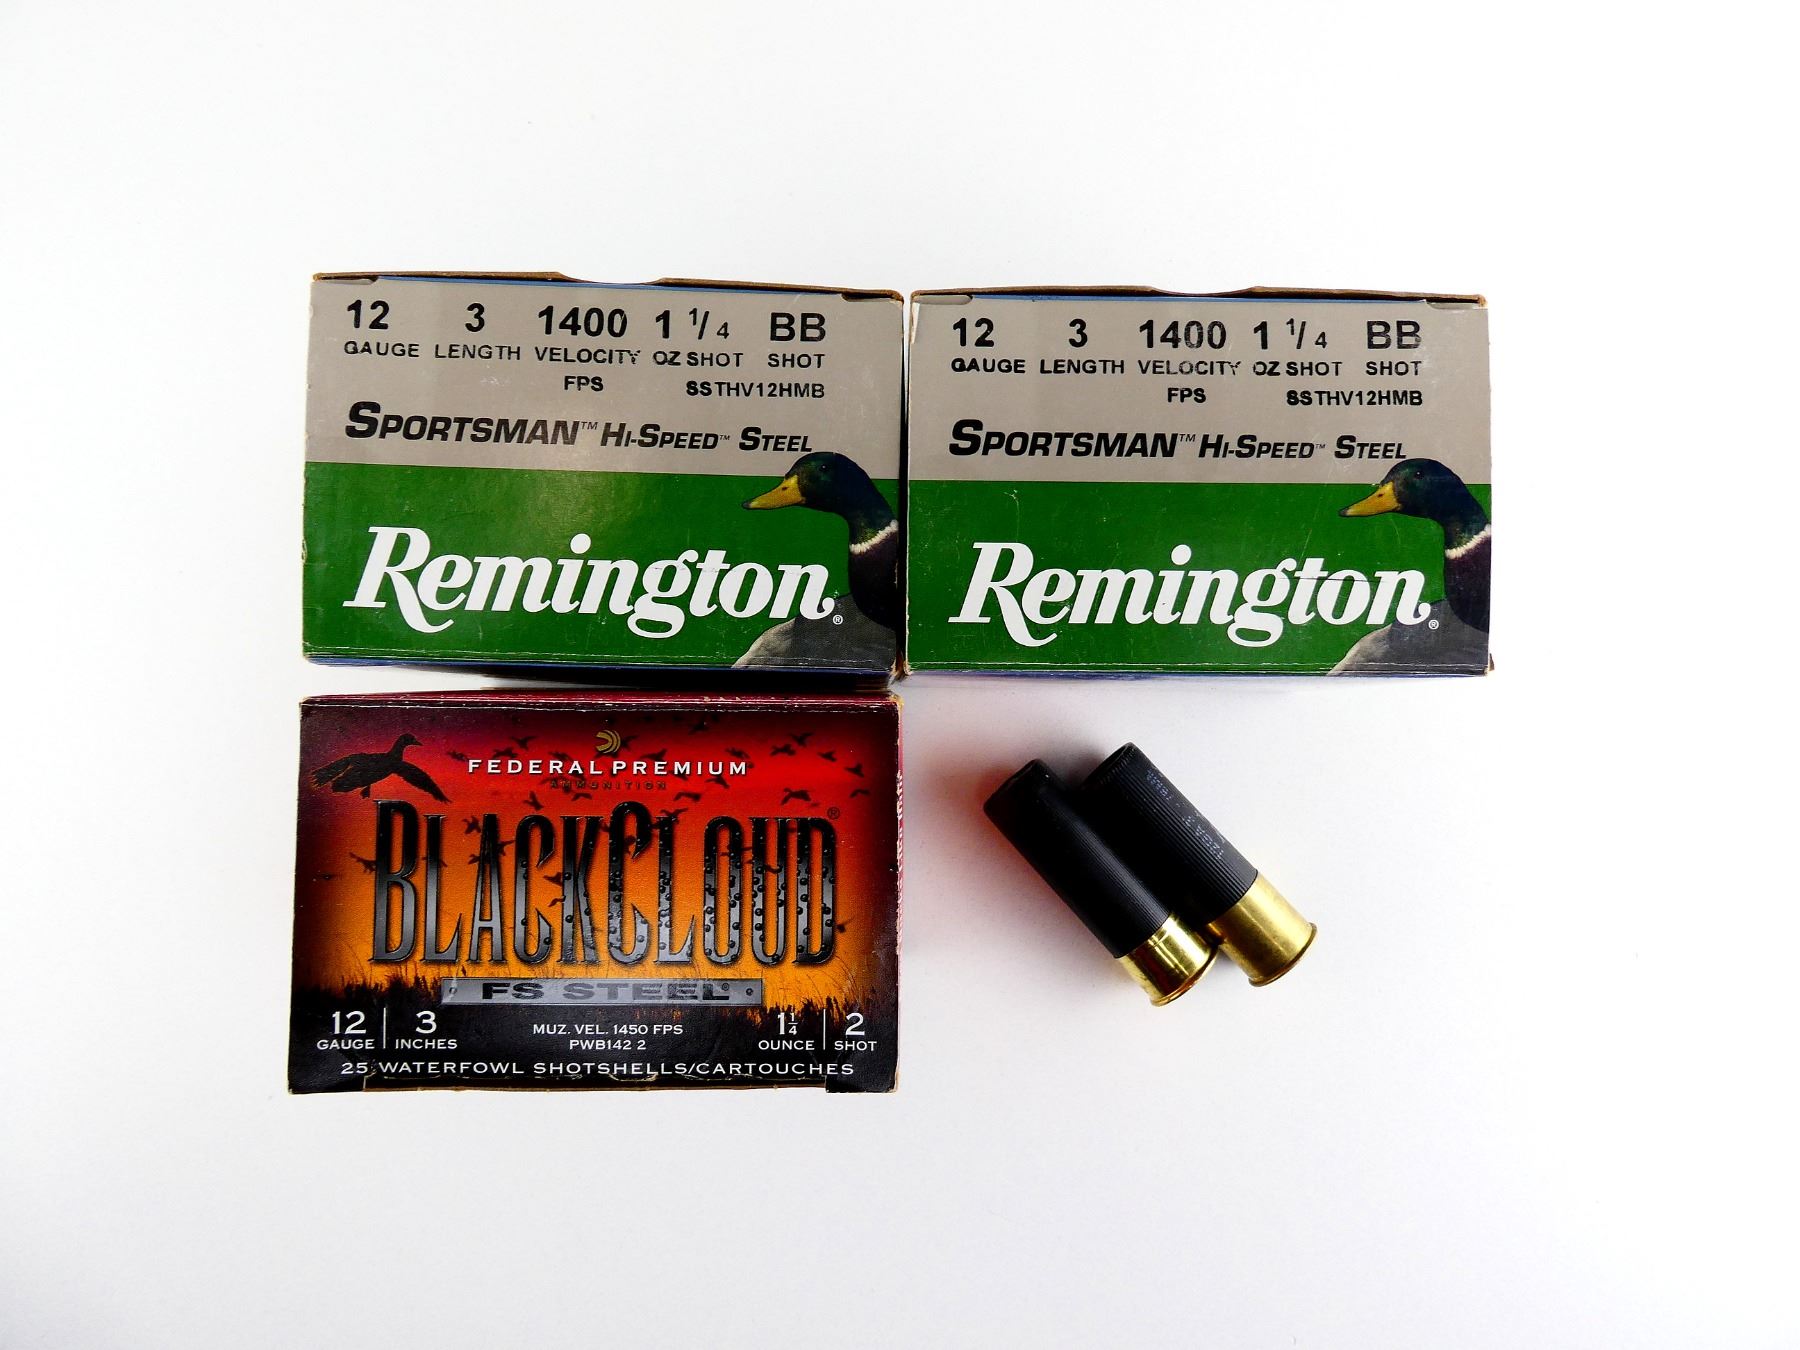 12 3 1400 1 1/4 BB
GAUGE LENGTH VELOCITY OZ SHOT SHOT
FPS SSTHV12HMB
SPORTSMAN™ HI-SPEED™ STEEL
Remington®
12 3 1400 1 1/4 BB
GAUGE LENGTH VELOCITY OZ SHOT SHOT
FPS SSTHV12HMB
SPORTSMAN™ HI-SPEED™ STEEL
Remington®
FEDERAL PREMIUM
AMMUNITION
BLACKCLOUD®
FS STEEL®
12 3 MUZ. VEL. 1450 FPS 1 1/4 2
GAUGE INCHES PWB142 2 OUNCE SHOT
25 WATERFOWL SHOTSHELLS/CARTOUCHES
12GA